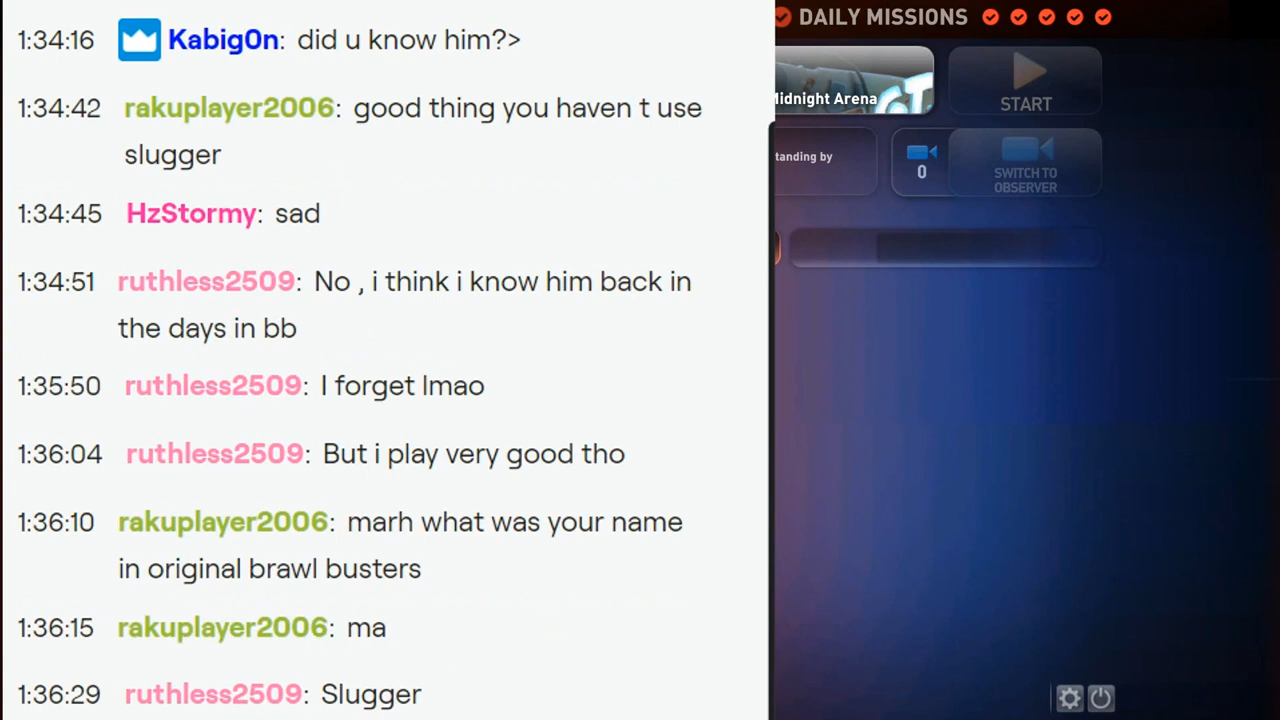 1:34:16 KabigOn: did u know him?>
1:34:42 rakuplayer2006: good thing you haven t use
slugger
1:34:45 HzStormy: sad
1:34:51 ruthless2509: No , i think i know him back in
the days in bb
1:35:50 ruthless2509: I forget lmao
1:36:04 ruthless2509: But i play very good tho
1:36:10 rakuplayer2006: marh what was your name
in original brawl busters
1:36:15 rakuplayer2006: ma
1:36:29 ruthless2509: Slugger
DAILY MISSIONS
Midnight Arena
START
tanding by
0
SWITCH TO
OBSERVER